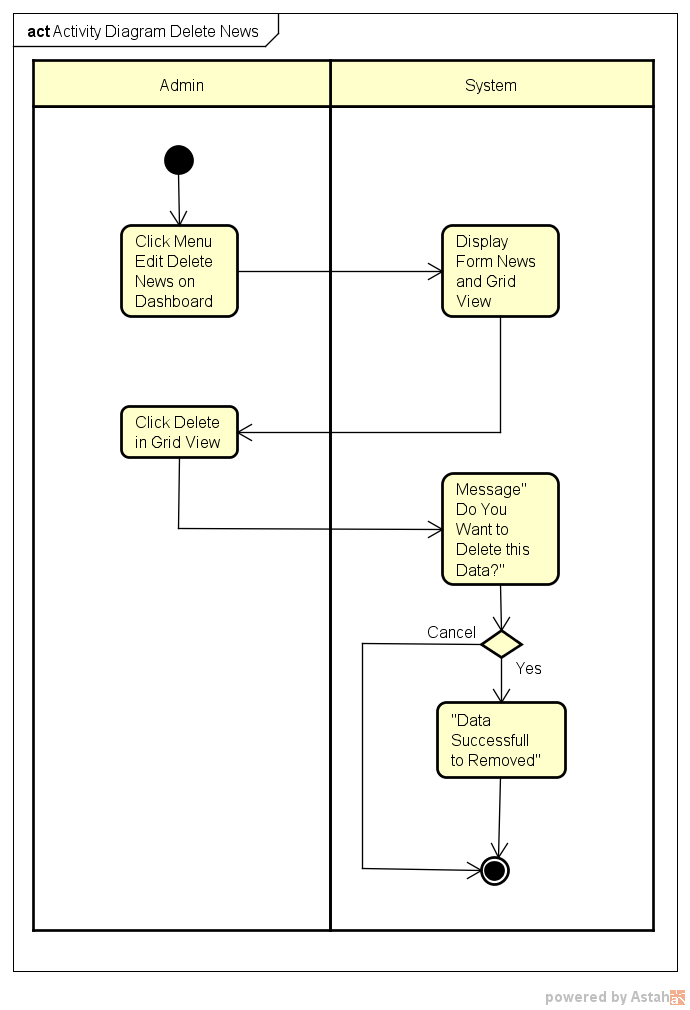 act Activity Diagram Delete News
Admin
System
Click Menu
Edit Delete
News on
Dashboard
Display
Form News
and Grid
View
Click Delete
in Grid View
Message"
Do You
Want to
Delete this
Data?"
Cancel
Yes
"Data
Successfull
to Removed"
powered by Astah